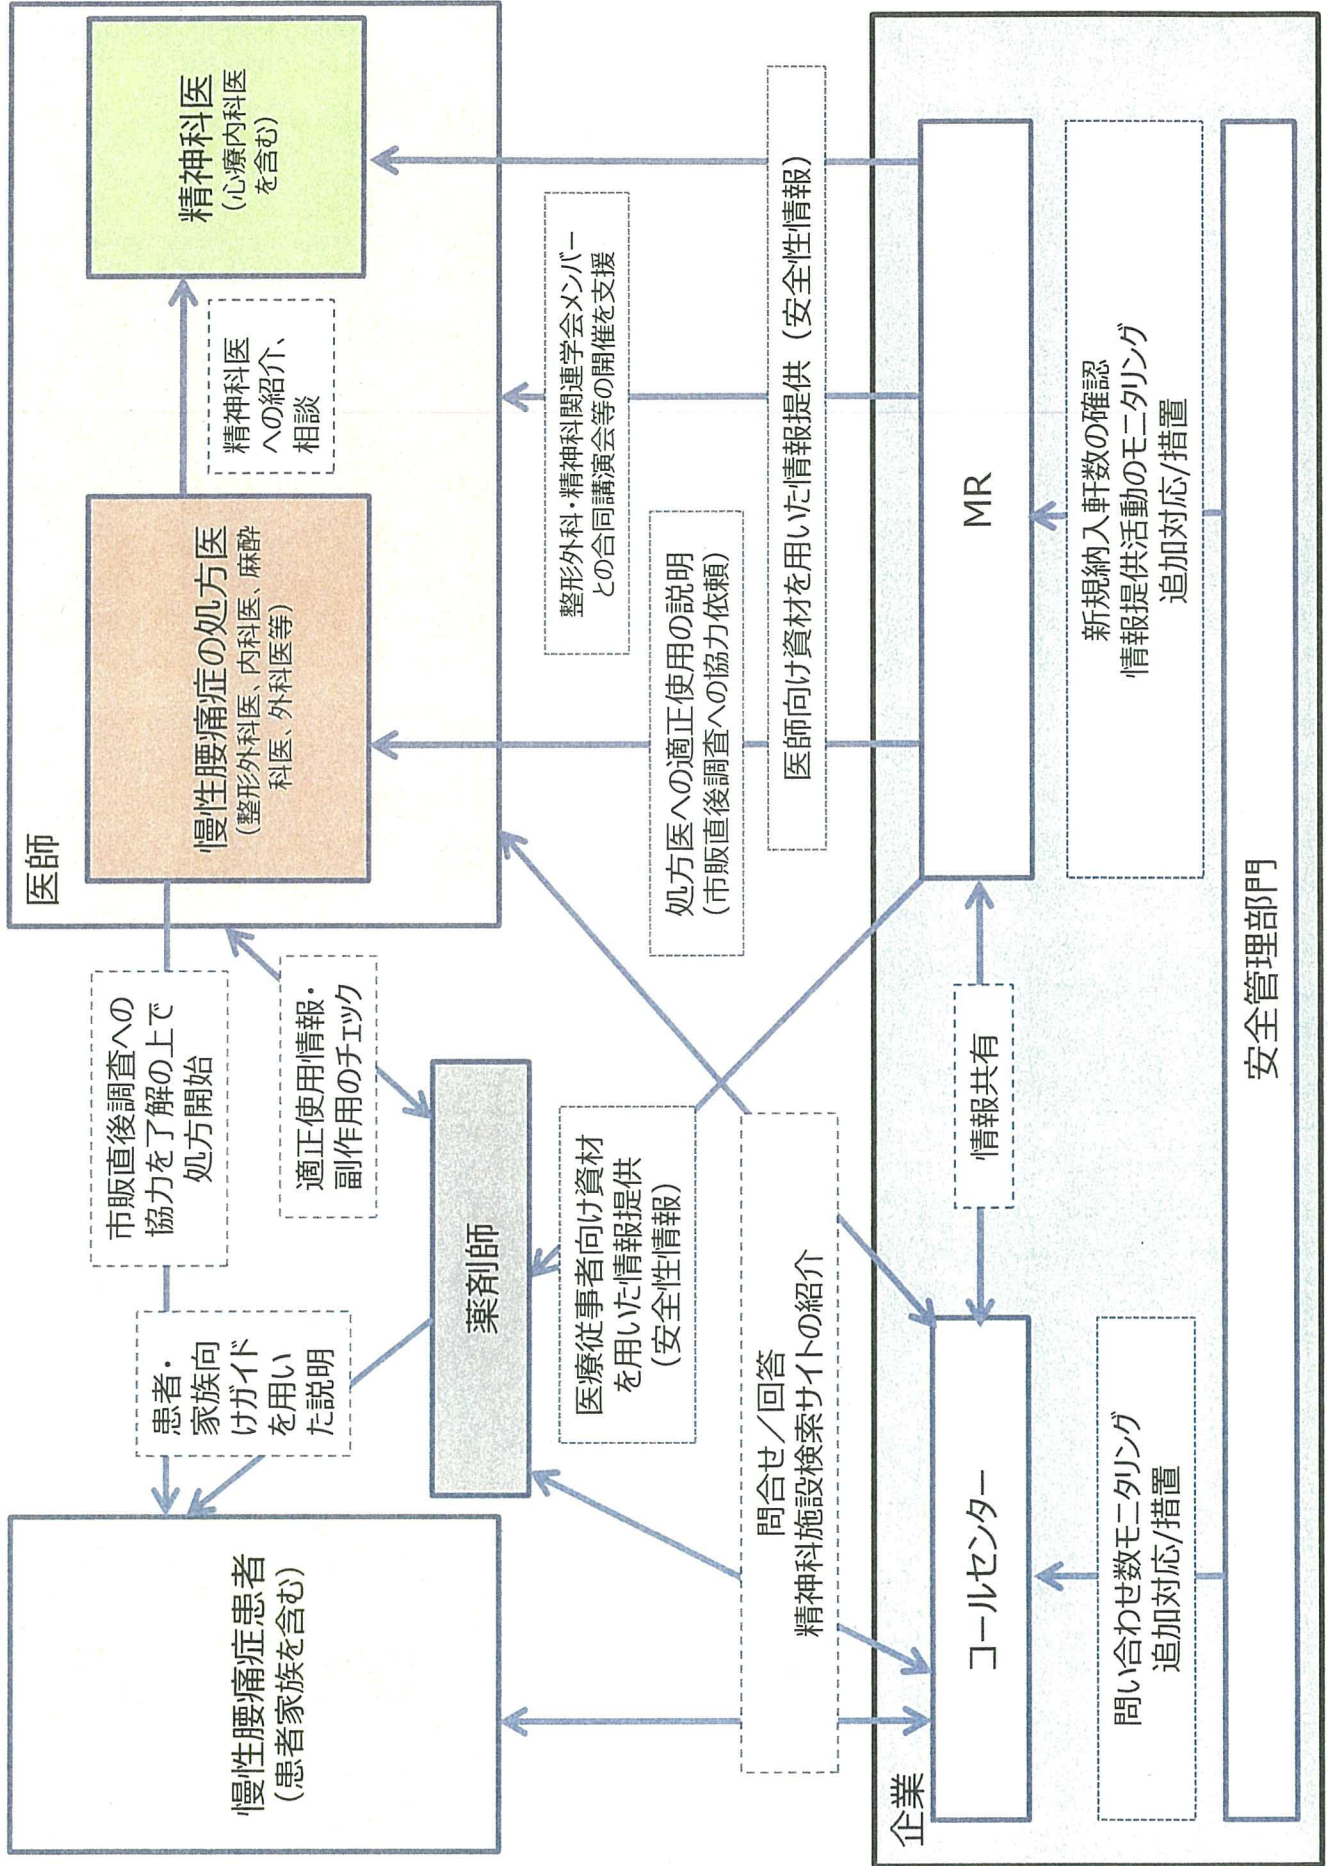 慢性腰痛症患者
(患者家族を含む)
患者・
家族向
けガイド
を用い
た説明
市販直後調査への
協力を了解の上で
処方開始
医師
慢性腰痛症の処方医
(整形外科医、内科医、麻酔
科医、外科医等)
精神科医
への紹介、
相談
精神科医
(心療内科医
を含む)
適正使用情報・
副作用のチェック
薬剤師
医療従事者向け資材
を用いた情報提供
(安全性情報)
整形外科・精神科関連学会メンバー
との合同講演会等の開催を支援
処方医への適正使用の説明
(市販直後調査への協力依頼)
医師向け資材を用いた情報提供(安全性情報)
問合せ/回答
精神科施設検索サイトの紹介
企業
コールセンター
情報共有
MR
問い合わせ数モニタリング
追加対応/措置
新規納入軒数の確認
情報提供活動のモニタリング
追加対応/措置
安全管理部門